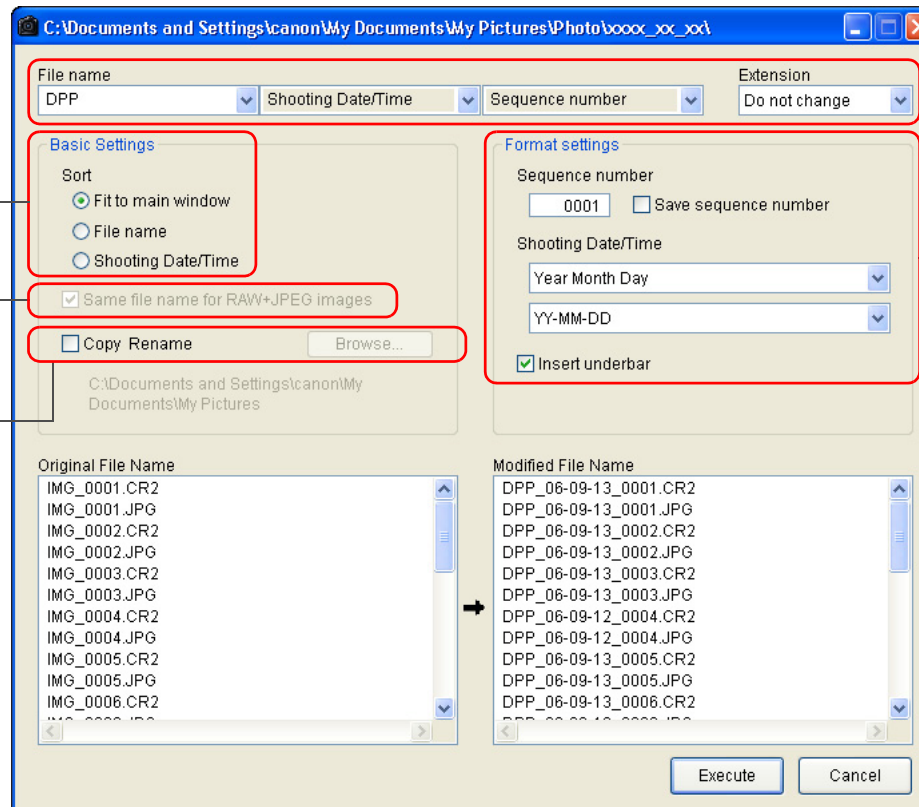 C:\Documents and Settings\canon\My Documents\My Pictures\Photo\xxxx_xx_xx\
File name
Extension
DPP
Shooting Date/Time
Sequence number
Do not change
Basic Settings
Sort
Fit to main window
File name
Shooting Date/Time
Same file name for RAW+JPEG images
Copy Rename
Browse...
C:\Documents and Settings\canon\My
Documents\My Pictures
Format settings
Sequence number
0001
Save sequence number
Shooting Date/Time
Year Month Day
YY-MM-DD
Insert underbar
Original File Name
IMG_0001.CR2
IMG_0001.JPG
IMG_0002.CR2
IMG_0002.JPG
IMG_0003.CR2
IMG_0003.JPG
IMG_0004.CR2
IMG_0004.JPG
IMG_0005.CR2
IMG_0005.JPG
IMG_0006.CR2
Modified File Name
DPP_06-09-13_0001.CR2
DPP_06-09-13_0001.JPG
DPP_06-09-13_0002.CR2
DPP_06-09-13_0002.JPG
DPP_06-09-13_0003.CR2
DPP_06-09-13_0003.JPG
DPP_06-09-12_0004.CR2
DPP_06-09-12_0004.JPG
DPP_06-09-13_0005.CR2
DPP_06-09-13_0005.JPG
DPP_06-09-13_0006.CR2
Execute
Cancel